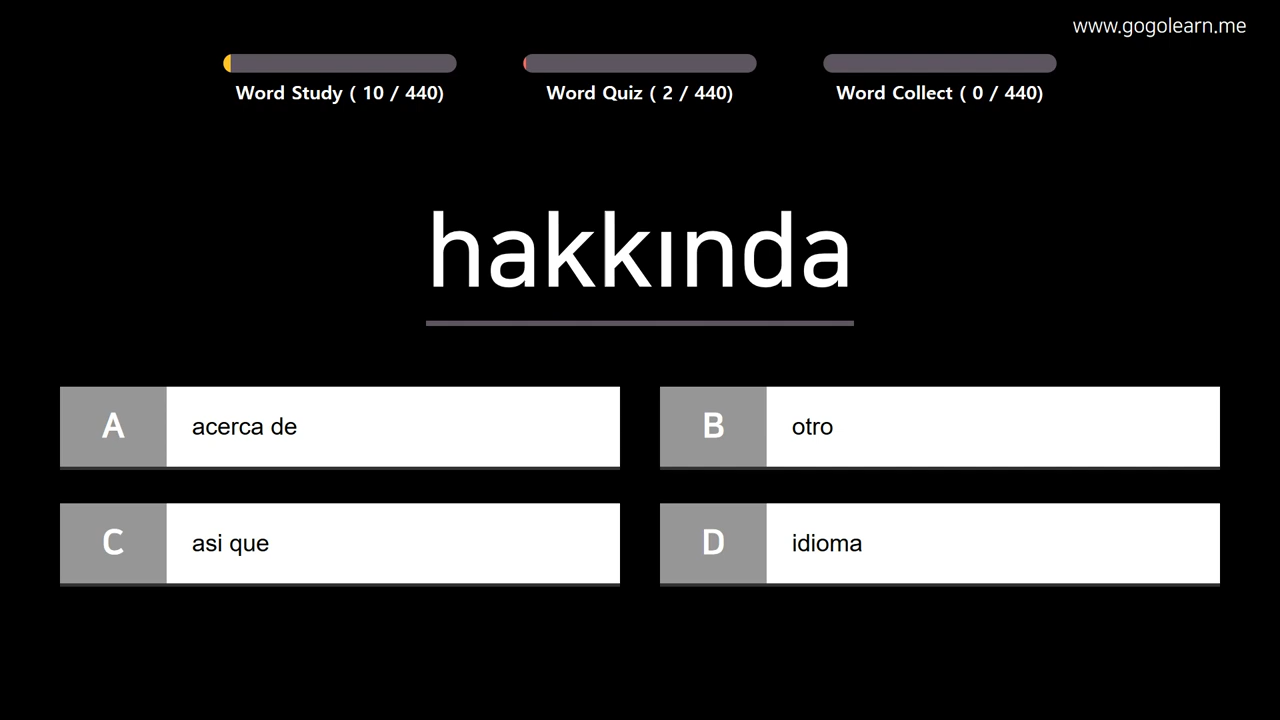 www.gogolearn.me
Word Study ( 10 / 440)
Word Quiz ( 2 / 440)
Word Collect ( 0 / 440)
hakkında
A acerca de
B otro
C asi que
D idioma